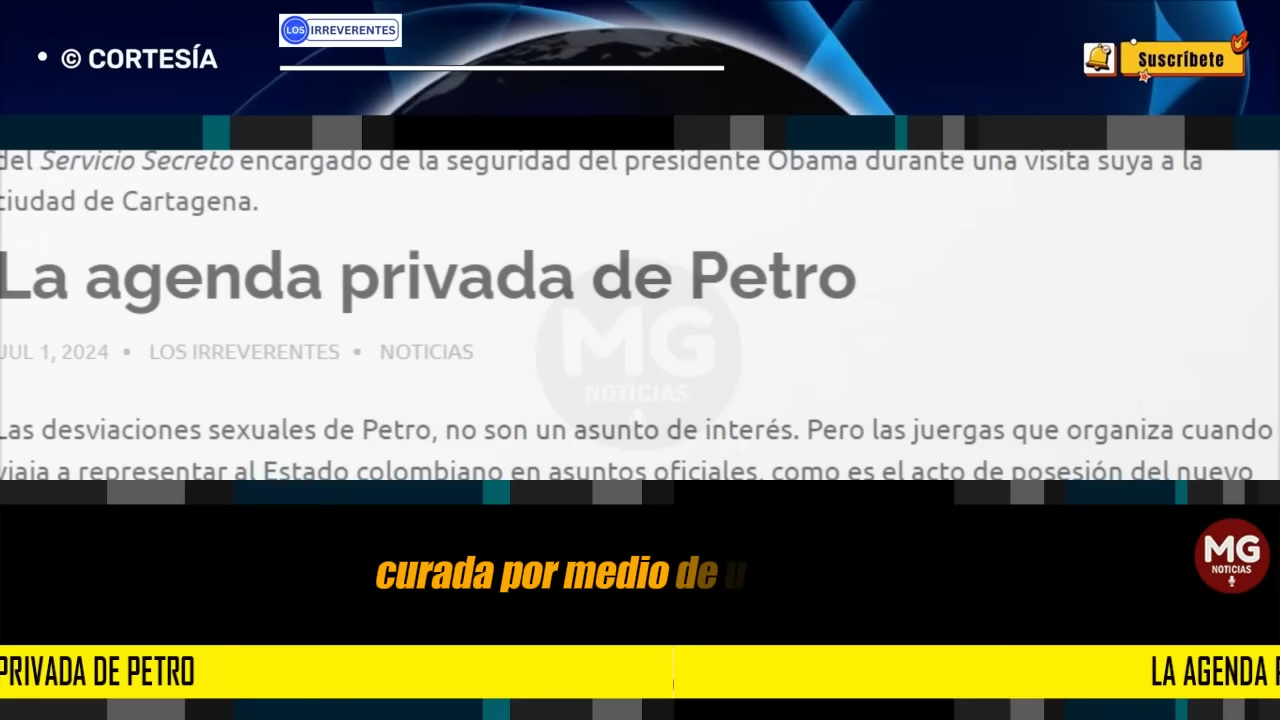 LOS IRREVERENTES
• © CORTESÍA
Suscríbete
del Servicio Secreto encargado de la seguridad del presidente Obama durante una visita suya a la
ciudad de Cartagena.
La agenda privada de Petro
JUL 1, 2024 • LOS IRREVERENTES • NOTICIAS
MG
NOTICIAS
Las desviaciones sexuales de Petro, no son un asunto de interés. Pero las juergas que organiza cuando
viaja a representar al Estado colombiano en asuntos oficiales, como es el acto de posesión del nuevo
curada por medio de u
MG
NOTICIAS
PRIVADA DE PETRO
LA AGENDA P